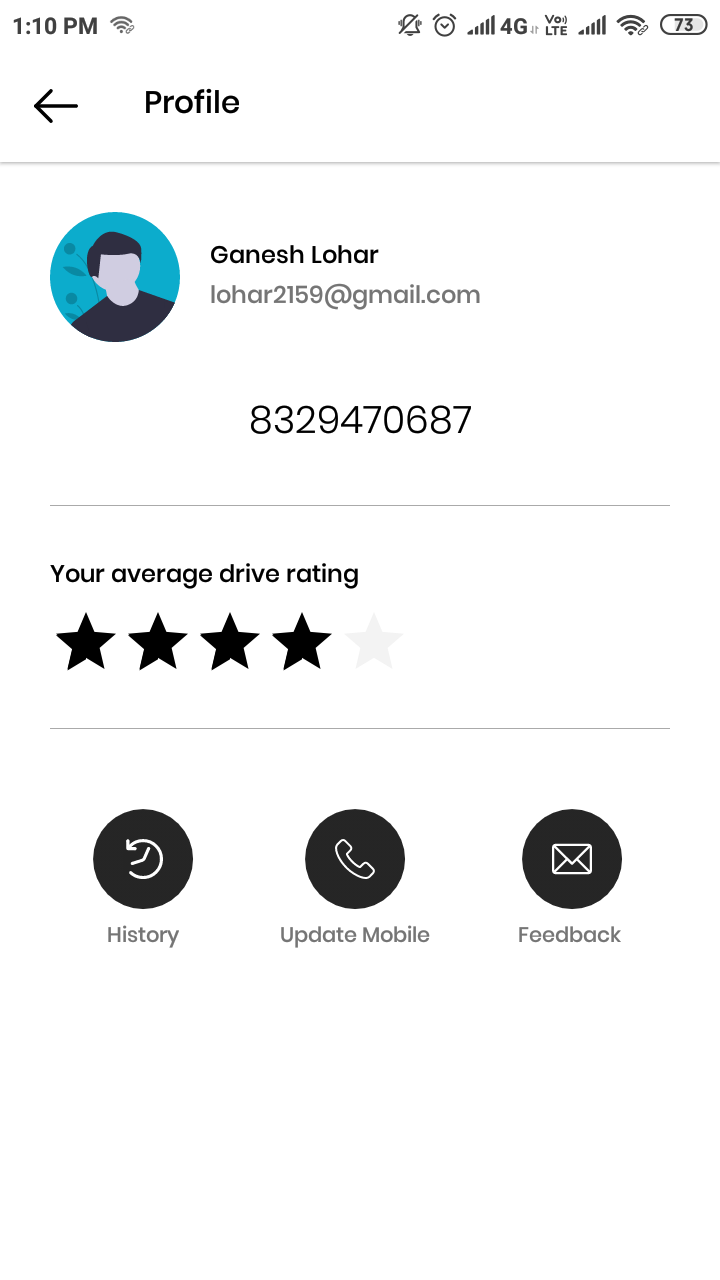 1:10 PM 4G Vo) LTE 73
Profile
Ganesh Lohar
lohar2159@gmail.com
8329470687
Your average drive rating
History Update Mobile Feedback